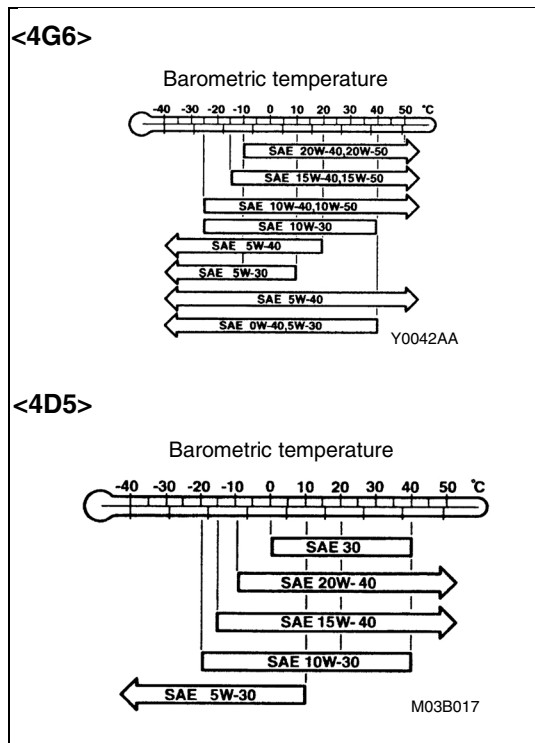 <4G6>
Barometric temperature
-40 -30 -20 -10 0 10 20 30 40 50 °C
SAE 20W-40,20W-50
SAE 15W-40,15W-50
SAE 10W-40,10W-50
SAE 10W-30
SAE 5W-40
SAE 5W-30
SAE 5W-40
SAE 0W-40,5W-30
Y0042AA
<4D5>
Barometric temperature
-40 -30 -20 -10 0 10 20 30 40 50 °C
SAE 30
SAE 20W-40
SAE 15W-40
SAE 10W-30
SAE 5W-30
M03B017